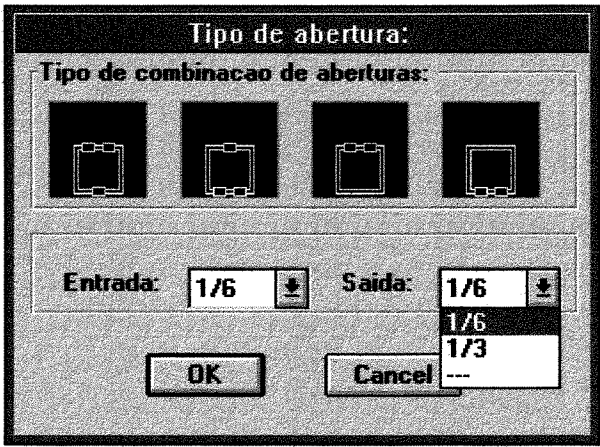 Tipo de abertura:
Tipo de combinacao de aberturas:
Entrada: 1/6 Saida: 1/6
1/6
1/3
---
OK Cancel